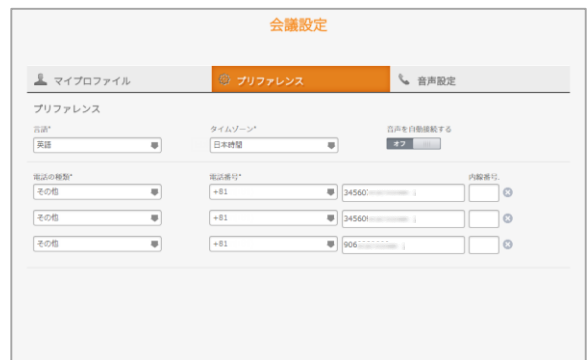 会議設定
マイプロファイル プリファレンス 音声設定
プリファレンス
言語* タイムゾーン* 音声を自動接続する
英語 日本時間 オフ
電話の種類* 電話番号* 内線番号.
その他 +81 34560
その他 +81 34560
その他 +81 906